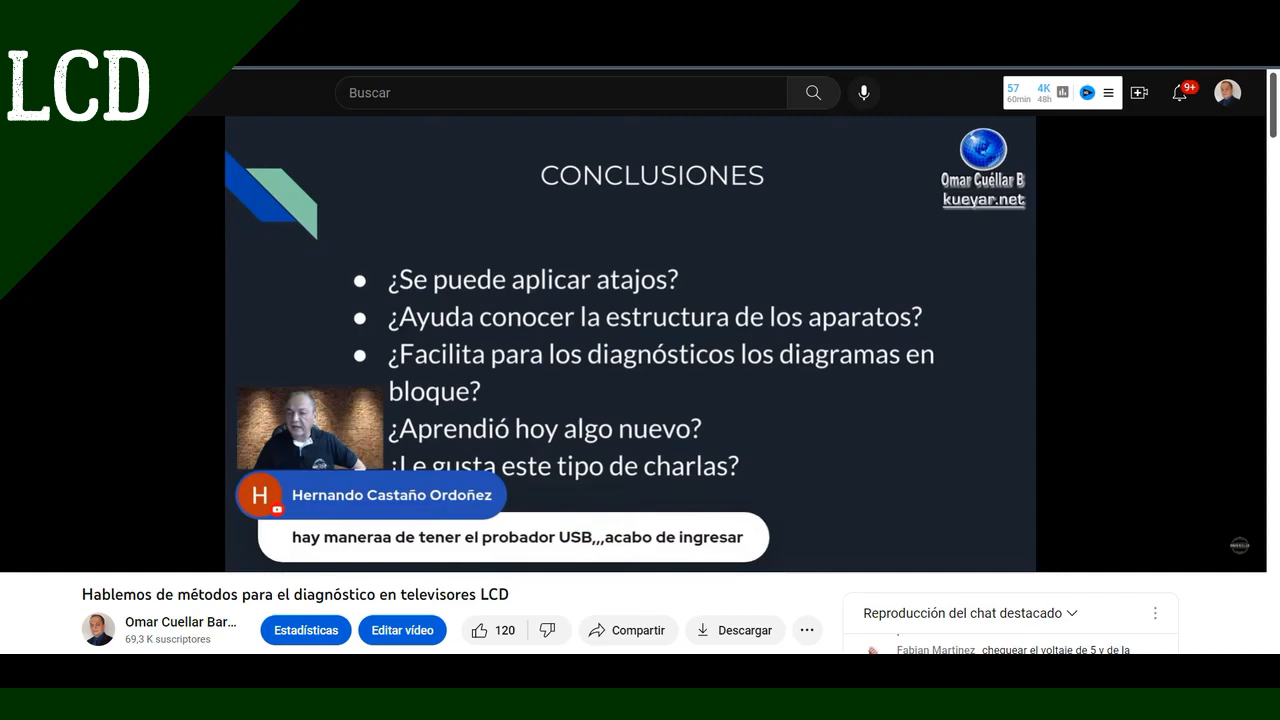 LCD
Buscar
57
60min
4K
48h
9+
CONCLUSIONES
Omar Cuéllar B
kueyar.net
¿Se puede aplicar atajos?
¿Ayuda conocer la estructura de los aparatos?
¿Facilita para los diagnósticos los diagramas en
bloque?
¿Aprendió hoy algo nuevo?
¿Le gusta este tipo de charlas?
H
Hernando Castaño Ordoñez
hay maneraa de tener el probador USB,,,acabo de ingresar
Hablemos de métodos para el diagnóstico en televisores LCD
Omar Cuellar Bar...
69,3 K suscriptores
Estadísticas
Editar vídeo
120
Compartir
Descargar
Reproducción del chat destacado
Fabian Martinez chequear el voltaje de 5 y de la